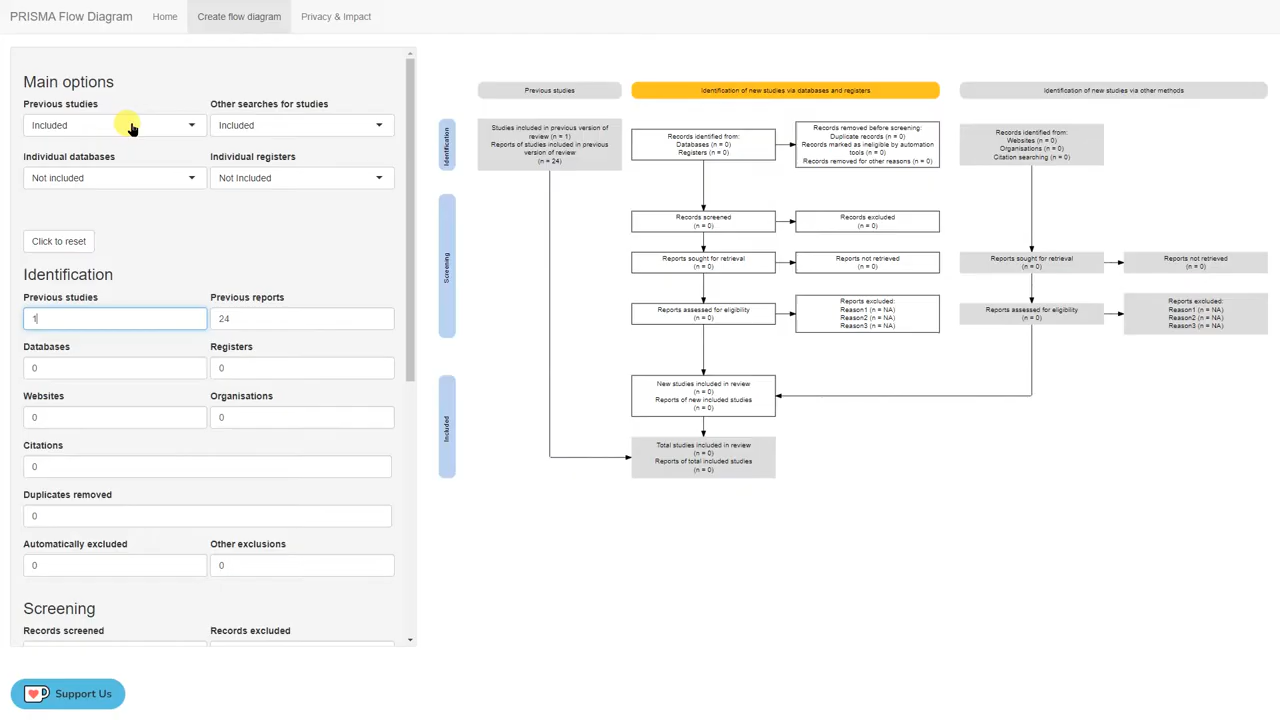 PRISMA Flow Diagram
Home
Create flow diagram
Privacy & Impact
Main options
Previous studies
Other searches for studies
Included
Included
Individual databases
Individual registers
Not included
Not Included
Click to reset
Identification
Previous studies
Previous reports
1
24
Databases
Registers
0
0
Websites
Organisations
0
0
Citations
0
Duplicates removed
0
Automatically excluded
Other exclusions
0
0
Screening
Records screened
Records excluded
Support Us
Previous studies
Identification of new studies via databases and registers
Identification of new studies via other methods
Identification
Studies included in previous version of
review (n = 1)
Reports of studies included in previous
version of review
(n = 24)
Records identified from:
Databases (n = 0)
Registers (n = 0)
Records removed before screening:
Duplicate records (n = 0)
Records marked as ineligible by automation
tools (n = 0)
Records removed for other reasons (n = 0)
Records identified from:
Websites (n = 0)
Organisations (n = 0)
Citation searching (n = 0)
Screening
Records screened
(n = 0)
Records excluded
(n = 0)
Reports sought for retrieval
(n = 0)
Reports not retrieved
(n = 0)
Reports sought for retrieval
(n = 0)
Reports not retrieved
(n = 0)
Reports assessed for eligibility
(n = 0)
Reports excluded:
Reason1 (n = NA)
Reason2 (n = NA)
Reason3 (n = NA)
Reports assessed for eligibility
(n = 0)
Reports excluded:
Reason1 (n = NA)
Reason2 (n = NA)
Reason3 (n = NA)
Included
New studies included in review
(n = 0)
Reports of new included studies
(n = 0)
Total studies included in review
(n = 0)
Reports of total included studies
(n = 0)